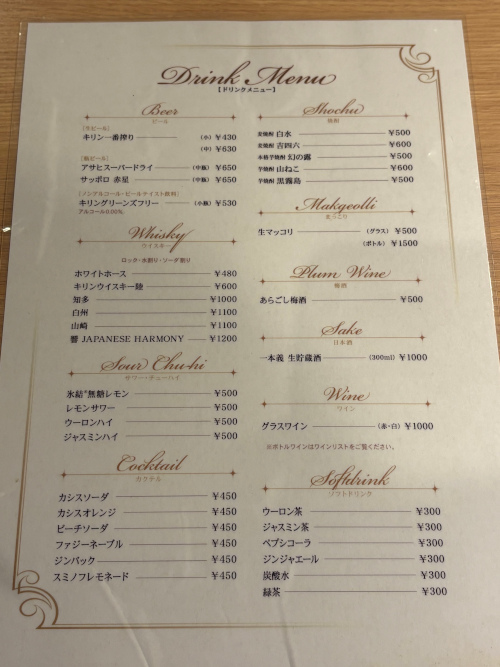 Drink Menu
【ドリンクメニュー】
Beer
ビール
〔生ビール〕
キリン一番搾り (小) ¥430
(中) ¥630
〔瓶ビール〕
アサヒスーパードライ (中瓶) ¥650
サッポロ 赤星 (中瓶) ¥650
〔ノンアルコール・ビールテイスト飲料〕
キリングリーンズフリー (小瓶) ¥530
アルコール0.00%
Whisky
ウイスキー
ロック・水割り・ソーダ割り
ホワイトホース ¥480
キリンウイスキー陸 ¥600
知多 ¥1000
白州 ¥1100
山崎 ¥1100
響 JAPANESE HARMONY ¥1200
Sour Chu-hi
サワー・チューハイ
氷結®無糖レモン ¥500
レモンサワー ¥500
ウーロンハイ ¥500
ジャスミンハイ ¥500
Cocktail
カクテル
カシスソーダ ¥450
カシスオレンジ ¥450
ピーチソーダ ¥450
ファジーネーブル ¥450
ジンバック ¥450
スミノフレモネード ¥450
Shochu
焼酎
麦焼酎 白水 ¥500
麦焼酎 吉四六 ¥600
本格芋焼酎 幻の露 ¥500
芋焼酎 山ねこ ¥600
芋焼酎 黒霧島 ¥500
Makgeolli
まっこり
生マッコリ (グラス) ¥500
(ボトル) ¥1500
Plum Wine
梅酒
あらごし梅酒 ¥500
Sake
日本酒
一本義 生貯蔵酒 (300ml) ¥1000
Wine
ワイン
グラスワイン (赤・白) ¥1000
※ボトルワインはワインリストをご覧ください。
Softdrink
ソフトドリンク
ウーロン茶 ¥300
ジャスミン茶 ¥300
ペプシコーラ ¥300
ジンジャエール ¥300
炭酸水 ¥300
緑茶 ¥300